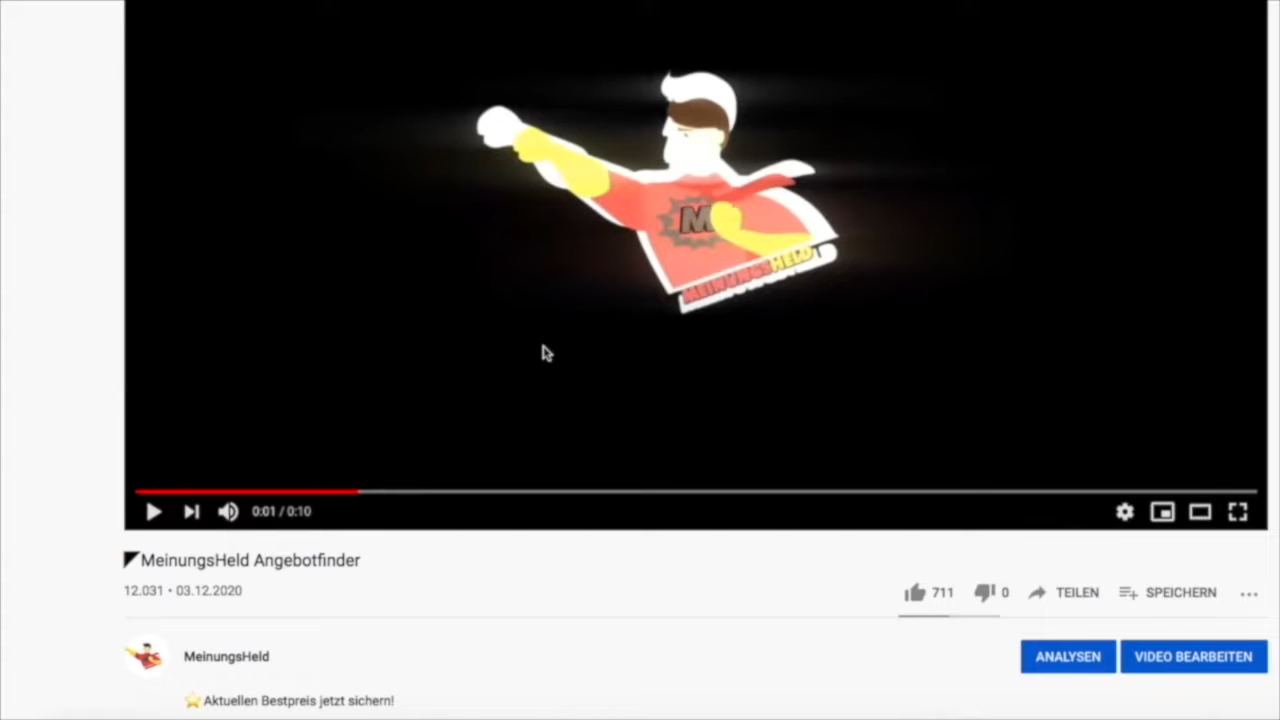 M
MEINUNGSHELD
0:01 / 0:10
MeinungsHeld Angebotfinder
12.031 • 03.12.2020
711
0
TEILEN
SPEICHERN
MeinungsHeld
ANALYSEN
VIDEO BEARBEITEN
Aktuellen Bestpreis jetzt sichern!